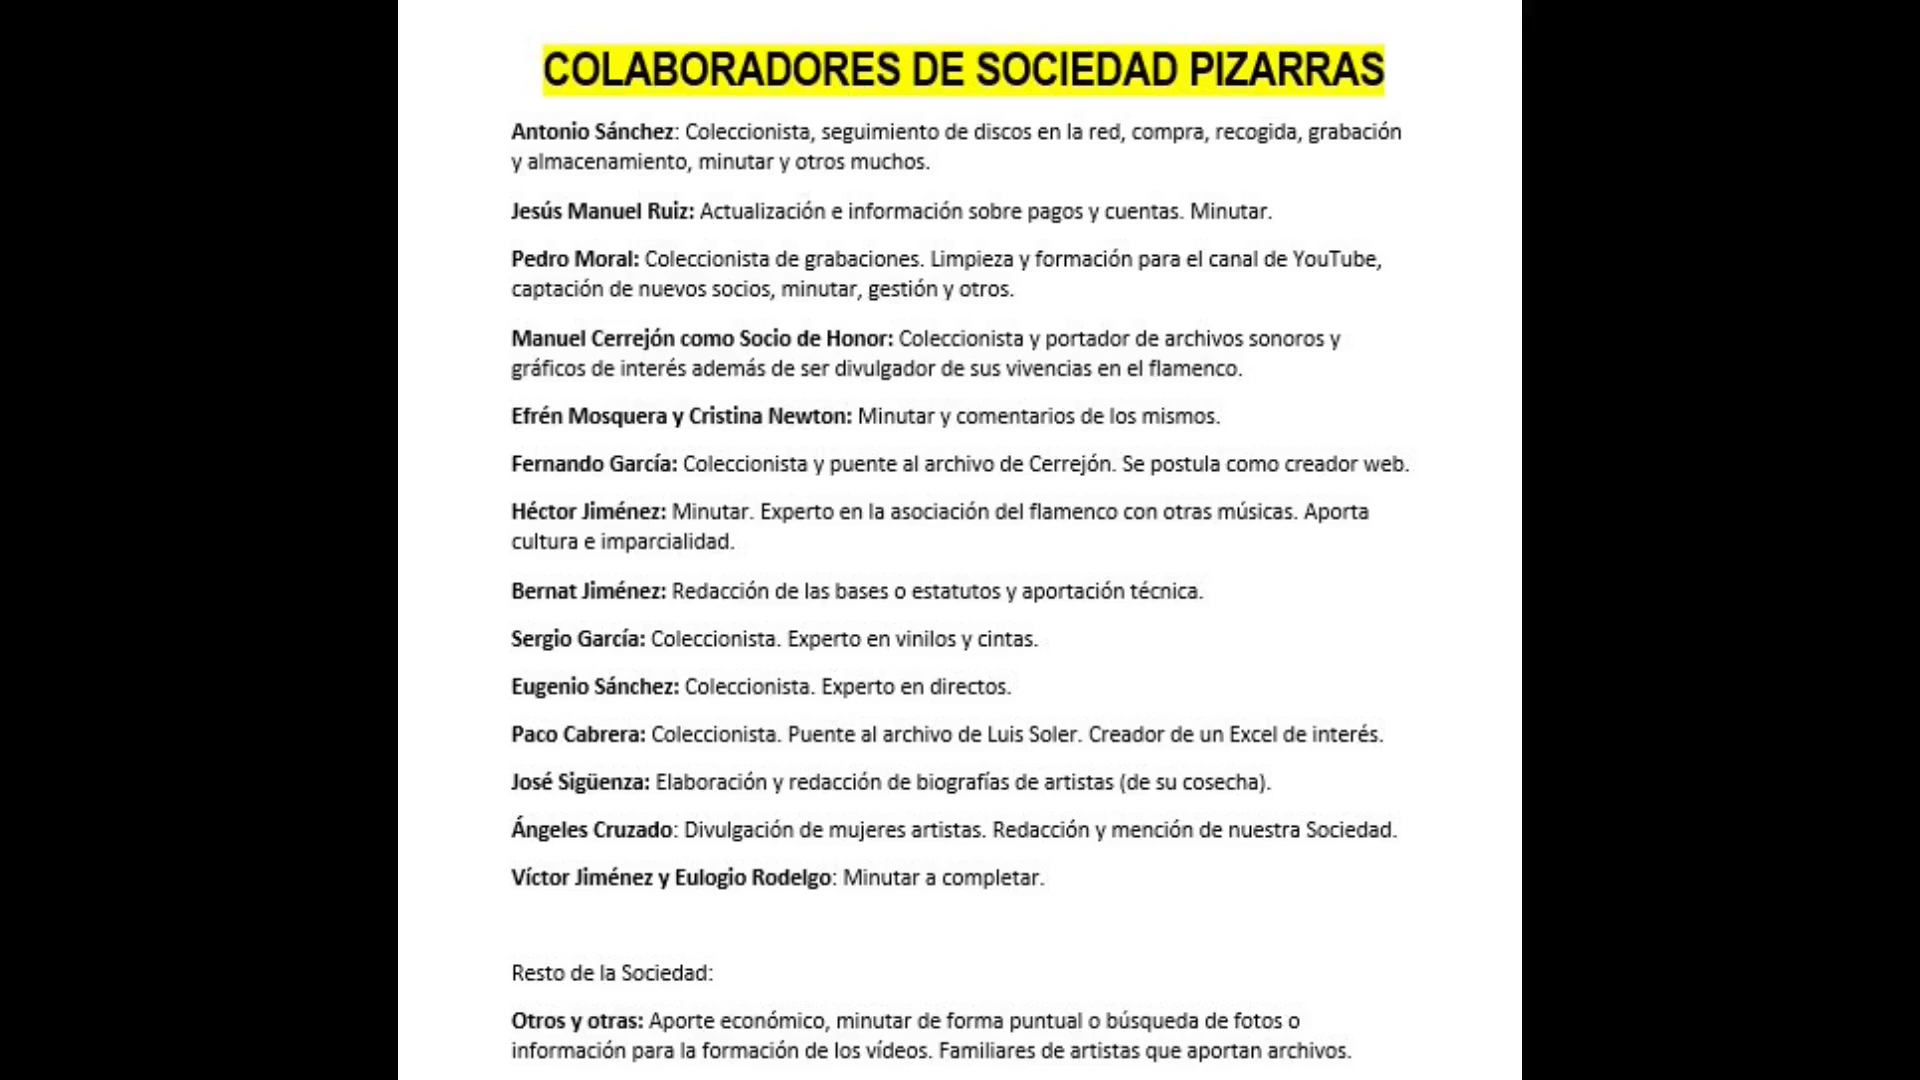 COLABORADORES DE SOCIEDAD PIZARRAS
Antonio Sánchez: Coleccionista, seguimiento de discos en la red, compra, recogida, grabación
y almacenamiento, minutar y otros muchos.
Jesús Manuel Ruiz: Actualización e información sobre pagos y cuentas. Minutar.
Pedro Moral: Coleccionista de grabaciones. Limpieza y formación para el canal de YouTube,
captación de nuevos socios, minutar, gestión y otros.
Manuel Cerrejón como Socio de Honor: Coleccionista y portador de archivos sonoros y
gráficos de interés además de ser divulgador de sus vivencias en el flamenco.
Efrén Mosquera y Cristina Newton: Minutar y comentarios de los mismos.
Fernando García: Coleccionista y puente al archivo de Cerrejón. Se postula como creador web.
Héctor Jiménez: Minutar. Experto en la asociación del flamenco con otras músicas. Aporta
cultura e imparcialidad.
Bernat Jiménez: Redacción de las bases o estatutos y aportación técnica.
Sergio García: Coleccionista. Experto en vinilos y cintas.
Eugenio Sánchez: Coleccionista. Experto en directos.
Paco Cabrera: Coleccionista. Puente al archivo de Luis Soler. Creador de un Excel de interés.
José Sigüenza: Elaboración y redacción de biografías de artistas (de su cosecha).
Ángeles Cruzado: Divulgación de mujeres artistas. Redacción y mención de nuestra Sociedad.
Víctor Jiménez y Eulogio Rodelgo: Minutar a completar.
Resto de la Sociedad:
Otros y otras: Aporte económico, minutar de forma puntual o búsqueda de fotos o
información para la formación de los vídeos. Familiares de artistas que aportan archivos.